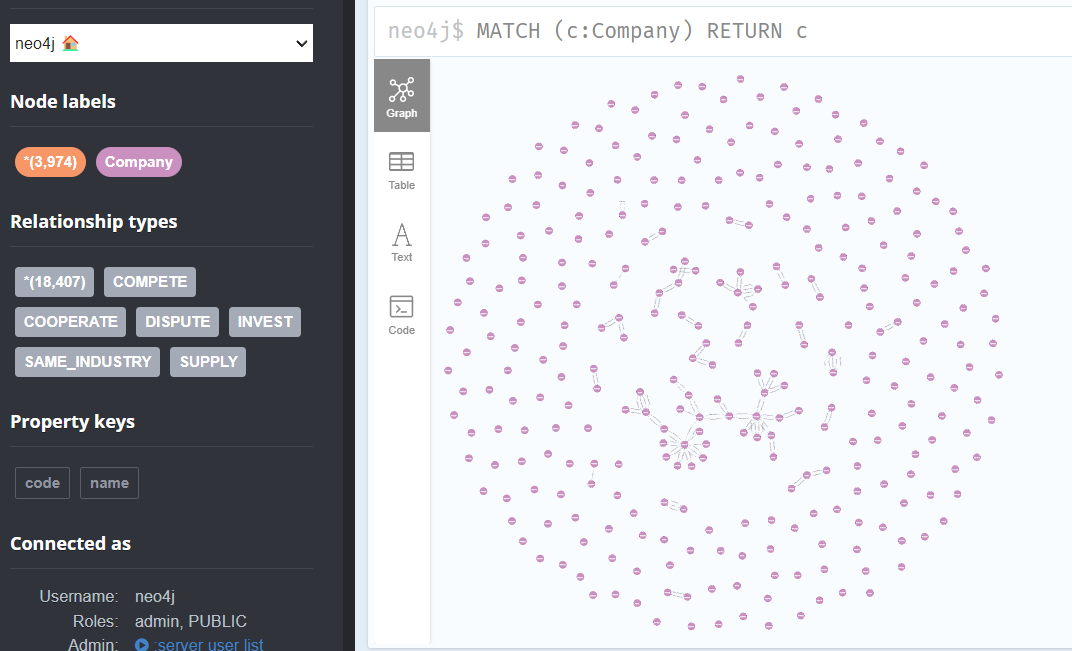 neo4j
Node labels
*(3,974) Company
Relationship types
*(18,407) COMPETE
COOPERATE DISPUTE INVEST
SAME_INDUSTRY SUPPLY
Property keys
code name
Connected as
Username: neo4j
Roles: admin, PUBLIC
Admin: :server user list
neo4j$ MATCH (c:Company) RETURN c
Graph
Table
Text
Code